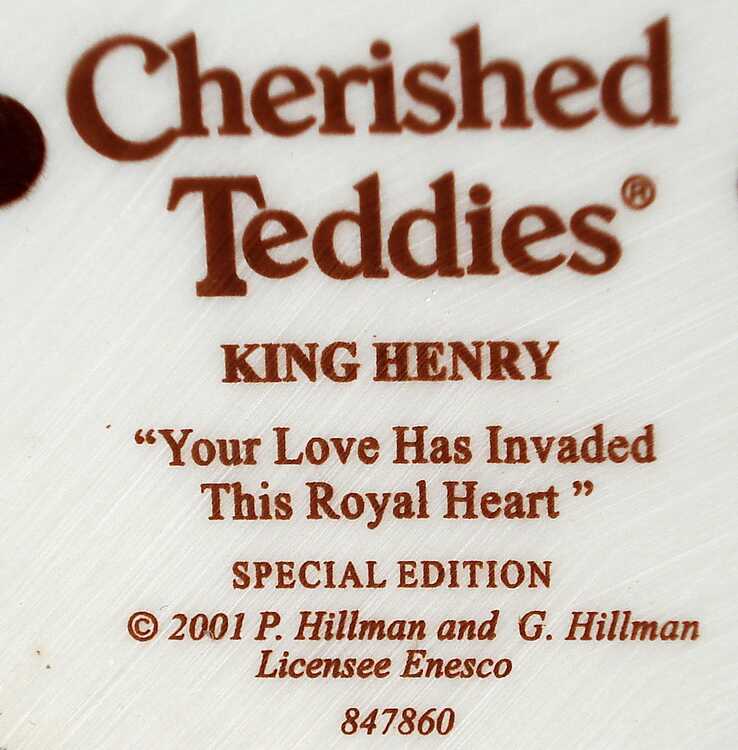 Cherished
Teddies®
KING HENRY
“Your Love Has Invaded
This Royal Heart ”
SPECIAL EDITION
© 2001 P. Hillman and G. Hillman
Licensee Enesco
847860